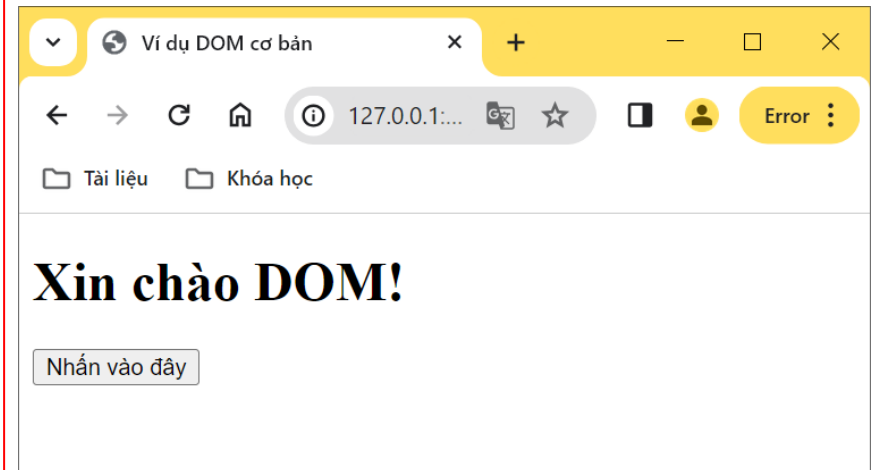 Ví dụ DOM cơ bản
127.0.0.1:...
Error
Tài liệu Khóa học
Xin chào DOM!
Nhấn vào đây